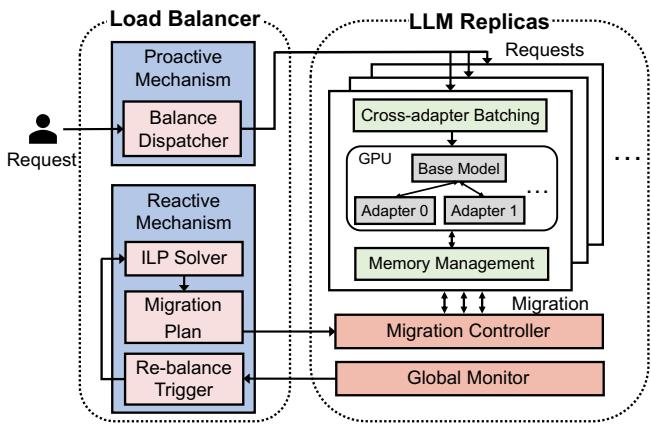 Load Balancer
LLM Replicas
Proactive
Mechanism
Balance
Dispatcher
Request
Reactive
Mechanism
ILP Solver
Migration
Plan
Re-balance
Trigger
Requests
Cross-adapter Batching
GPU
Base Model
Adapter 0
Adapter 1
...
Memory Management
...
Migration
Migration Controller
Global Monitor